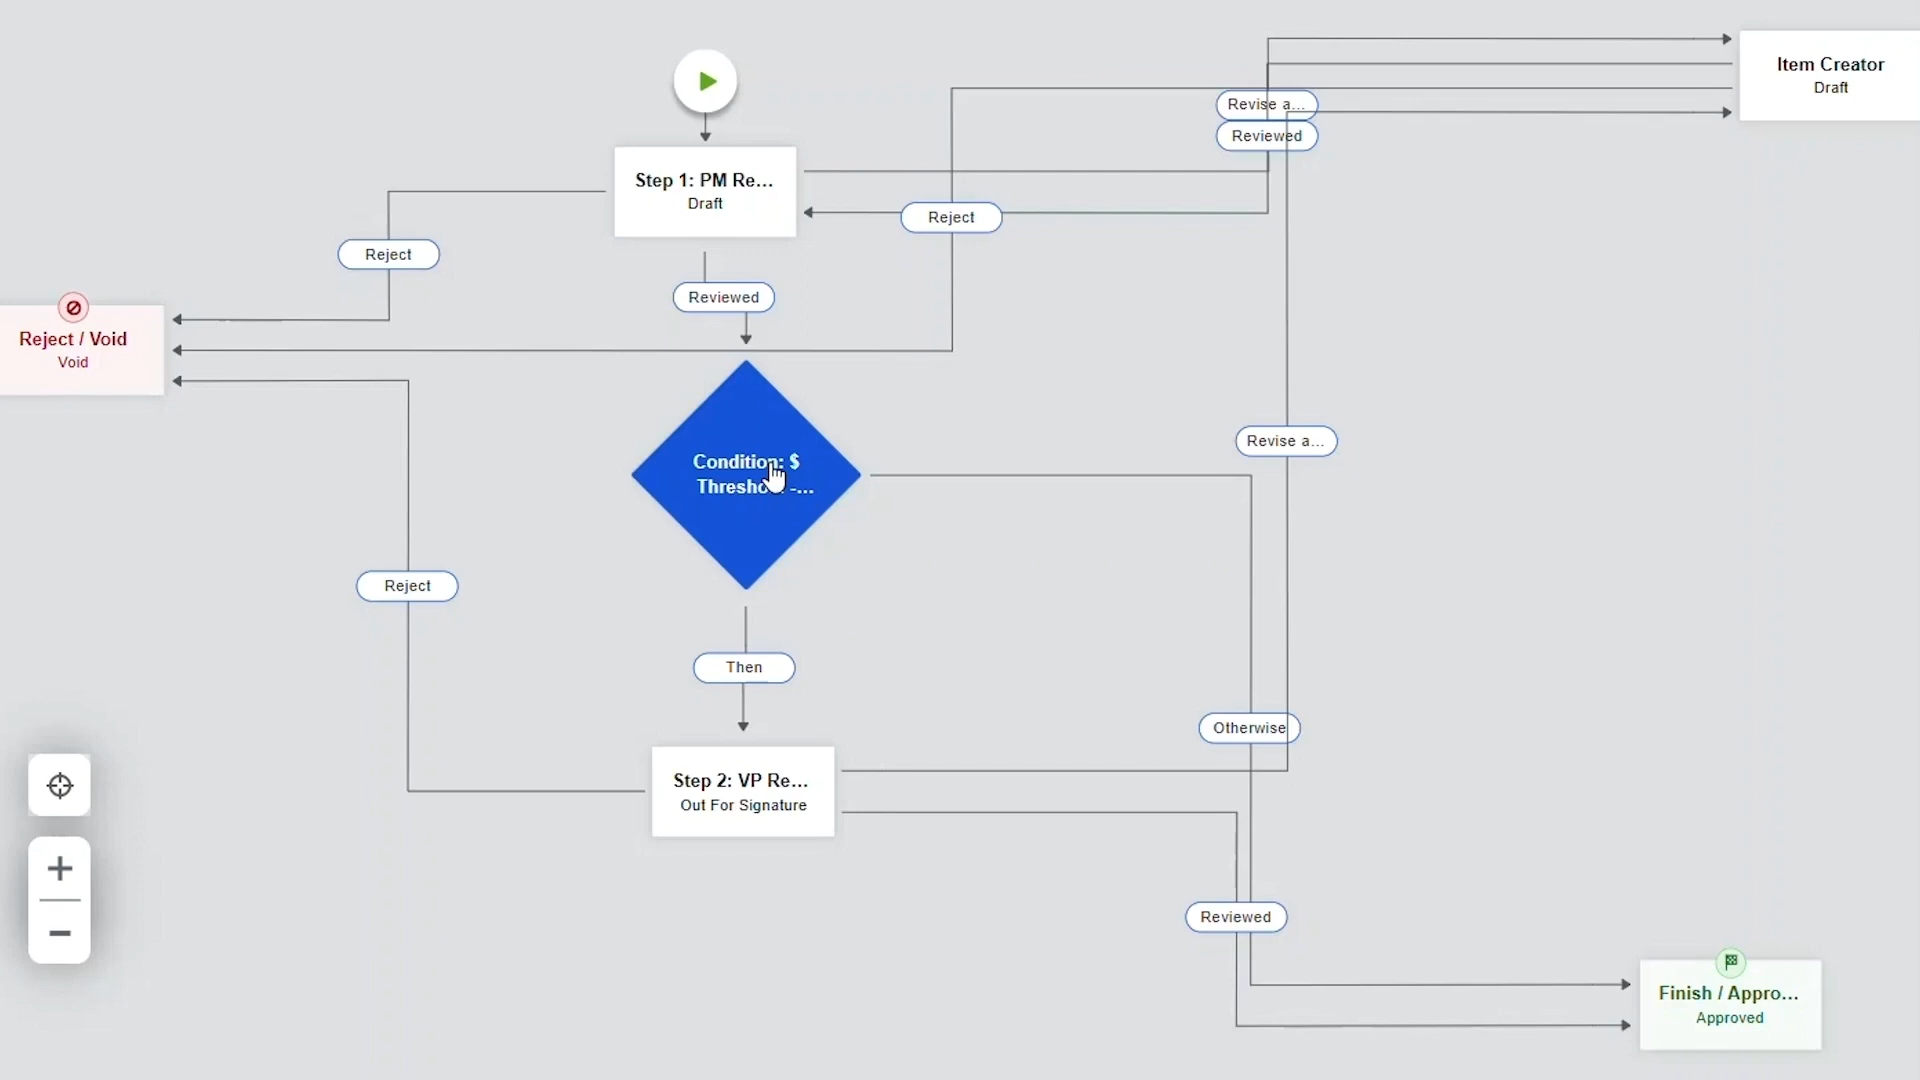 Item Creator
Draft
Revise a...
Reviewed
Step 1: PM Re...
Draft
Reject
Reject
Reviewed
Reject / Void
Void
Revise a...
Condition: $
Threshold -...
Reject
Then
Otherwise
Step 2: VP Re...
Out For Signature
Reviewed
Finish / Appro...
Approved